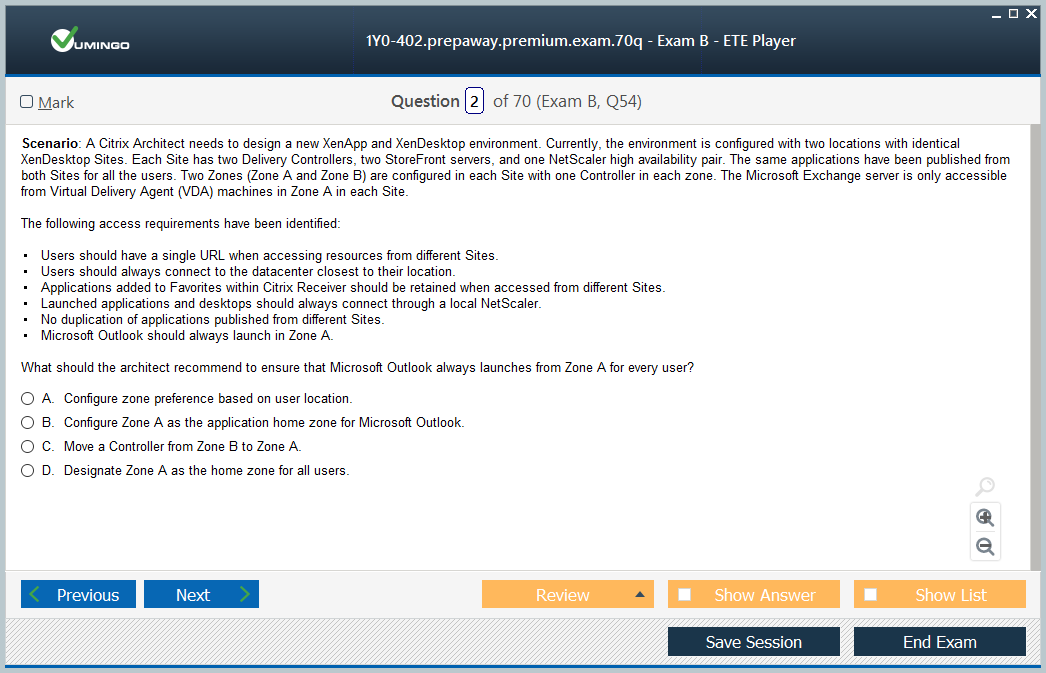 VUMINGO
1Y0-402.prepaway.premium.exam.70q - Exam B - ETE Player
Mark
Question 2 of 70 (Exam B, Q54)
Scenario: A Citrix Architect needs to design a new XenApp and XenDesktop environment. Currently, the environment is configured with two locations with identical
XenDesktop Sites. Each Site has two Delivery Controllers, two StoreFront servers, and one NetScaler high availability pair. The same applications have been published from
both Sites for all the users. Two Zones (Zone A and Zone B) are configured in each Site with one Controller in each zone. The Microsoft Exchange server is only accessible
from Virtual Delivery Agent (VDA) machines in Zone A in each Site.
The following access requirements have been identified:
• Users should have a single URL when accessing resources from different Sites.
• Users should always connect to the datacenter closest to their location.
• Applications added to Favorites within Citrix Receiver should be retained when accessed from different Sites.
• Launched applications and desktops should always connect through a local NetScaler.
• No duplication of applications published from different Sites.
• Microsoft Outlook should always launch in Zone A.
What should the architect recommend to ensure that Microsoft Outlook always launches from Zone A for every user?
A. Configure zone preference based on user location.
B. Configure Zone A as the application home zone for Microsoft Outlook.
C. Move a Controller from Zone B to Zone A.
D. Designate Zone A as the home zone for all users.
Previous
Next
Review
Show Answer
Show List
Save Session
End Exam